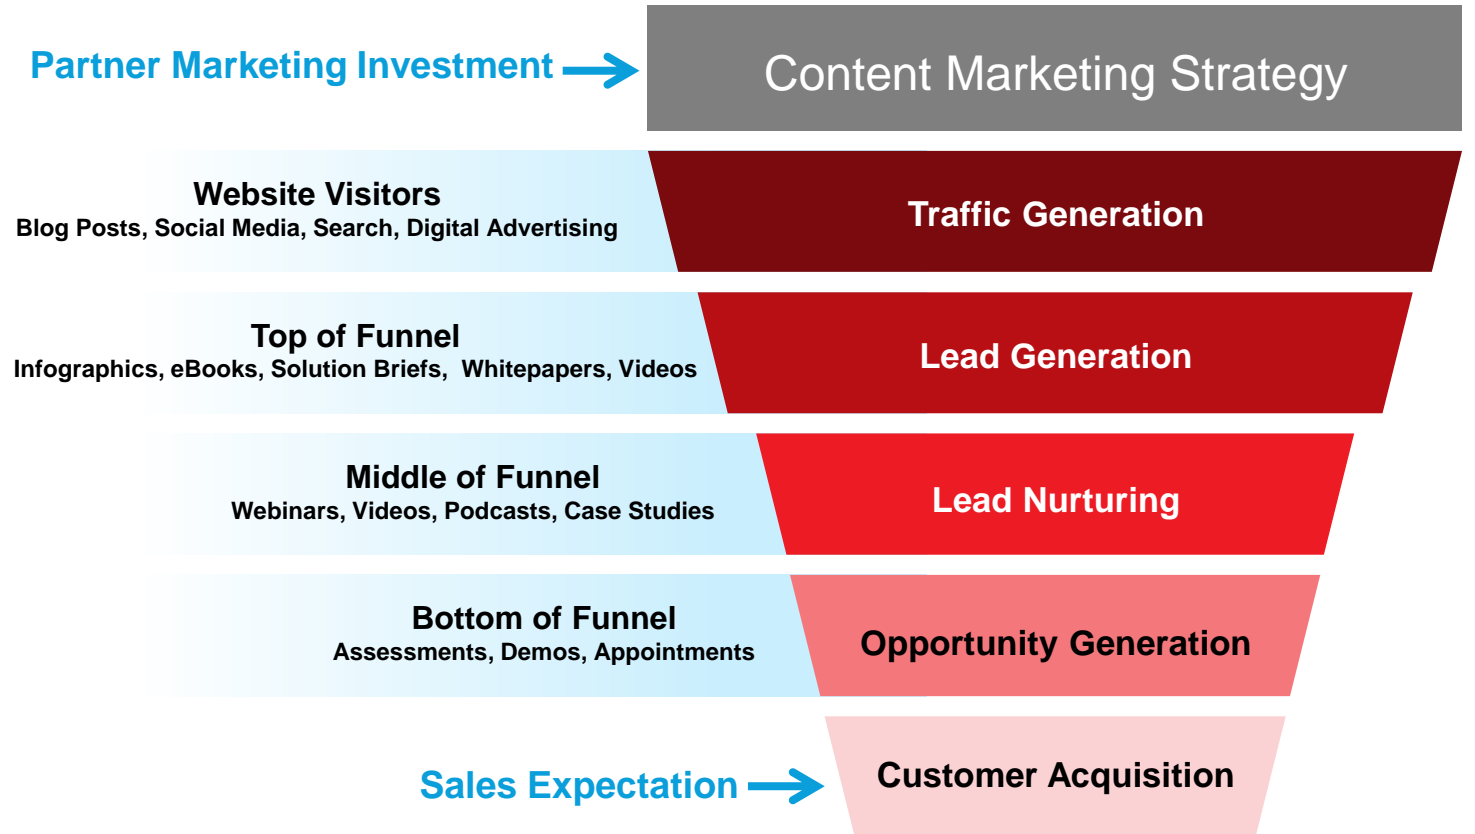 Partner Marketing Investment
Content Marketing Strategy
Website Visitors
Blog Posts, Social Media, Search, Digital Advertising
Traffic Generation
Top of Funnel
Infographics, eBooks, Solution Briefs,  Whitepapers, Videos
Lead Generation
Middle of Funnel
Webinars, Videos, Podcasts, Case Studies
Lead Nurturing
Bottom of Funnel
Assessments, Demos, Appointments
Opportunity Generation
Sales Expectation
Customer Acquisition